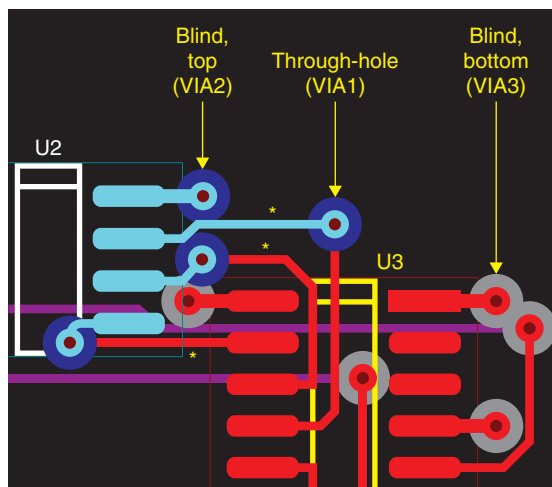 Blind,
top
(VIA2)
Through-hole
(VIA1)
Blind,
bottom
(VIA3)
U2
*
*
U3
*